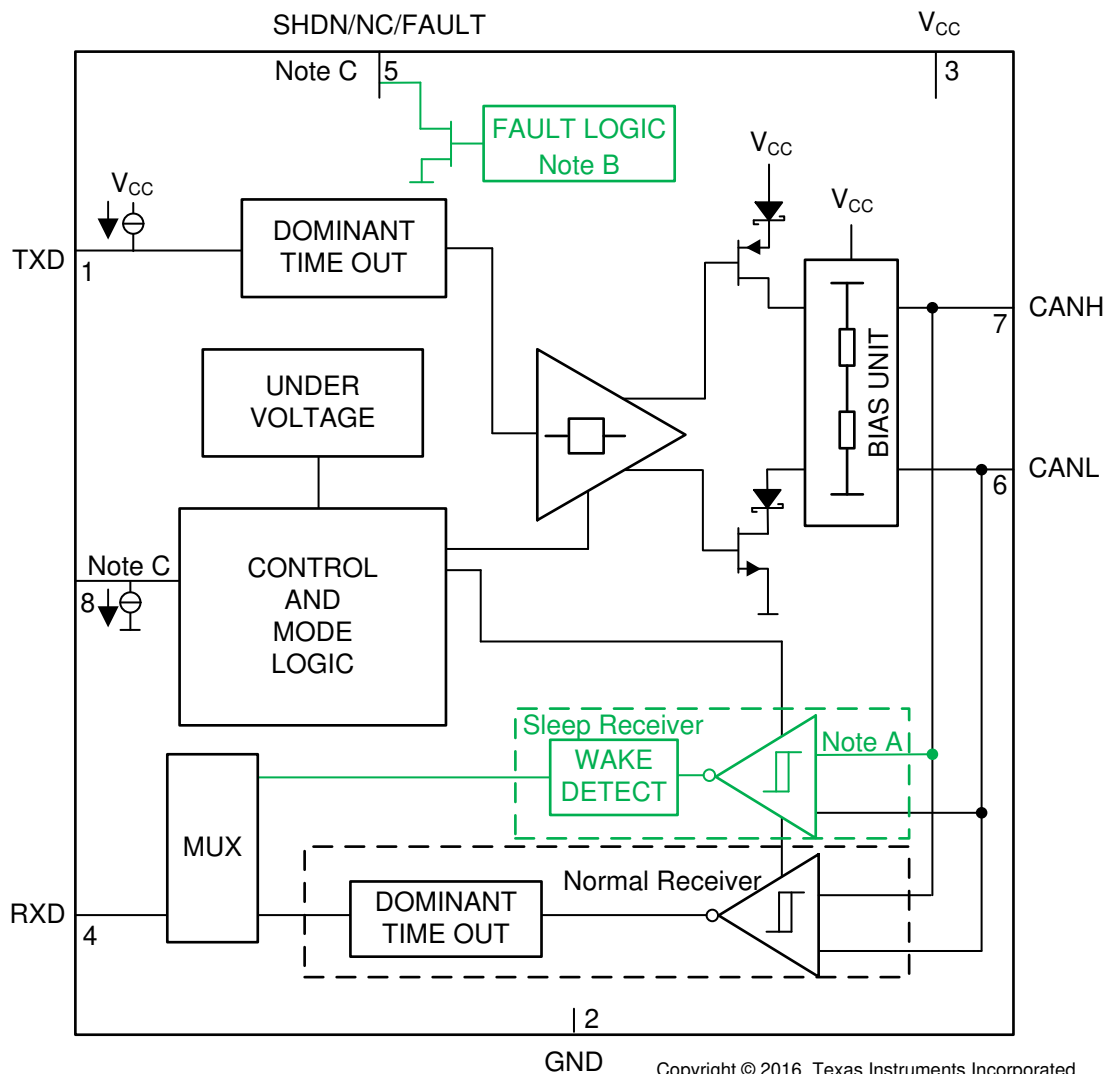 SHDN/NC/FAULT
VCC
Note C
5
3
FAULT LOGIC
Note B
VCC
VCC
VCC
TXD
1
DOMINANT
TIME OUT
CANH
7
BIAS UNIT
UNDER
VOLTAGE
CANL
6
Note C
8
CONTROL
AND
MODE
LOGIC
Sleep Receiver
Note A
WAKE
DETECT
MUX
Normal Receiver
RXD
4
DOMINANT
TIME OUT
2
GND
Copyright © 2016, Texas Instruments Incorporated